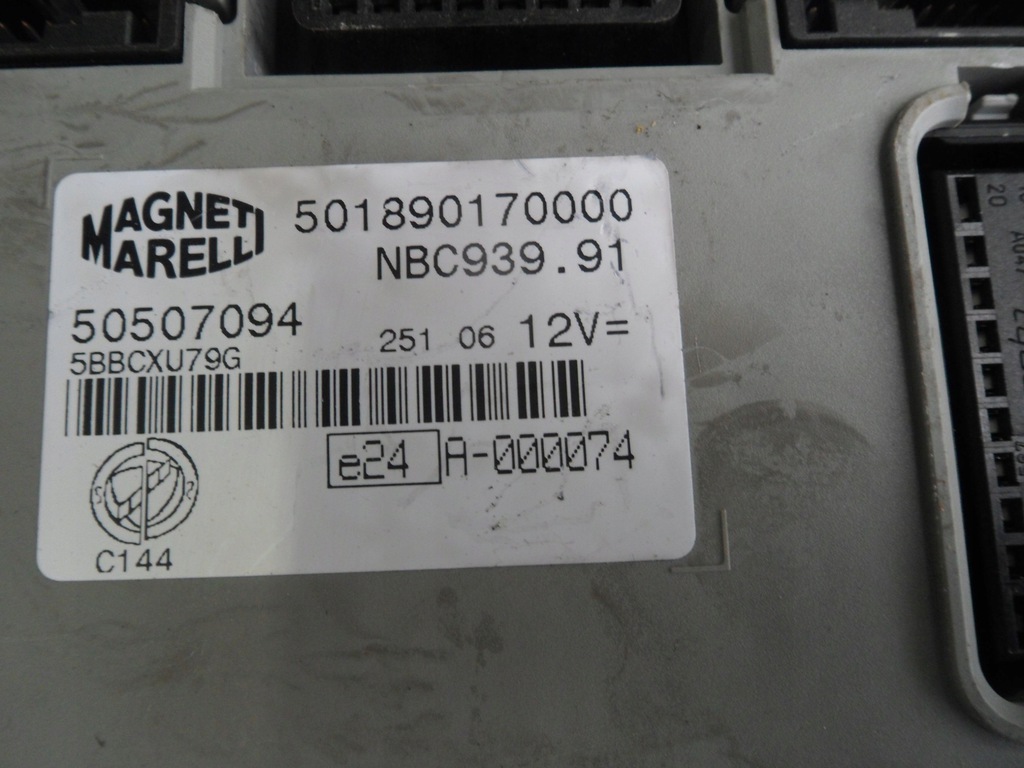 MAGNETI
MARELLI
501890170000
NBC939.91
50507094
251 06 12V=
5BBCXU79G
e24 A-000074
C144
20